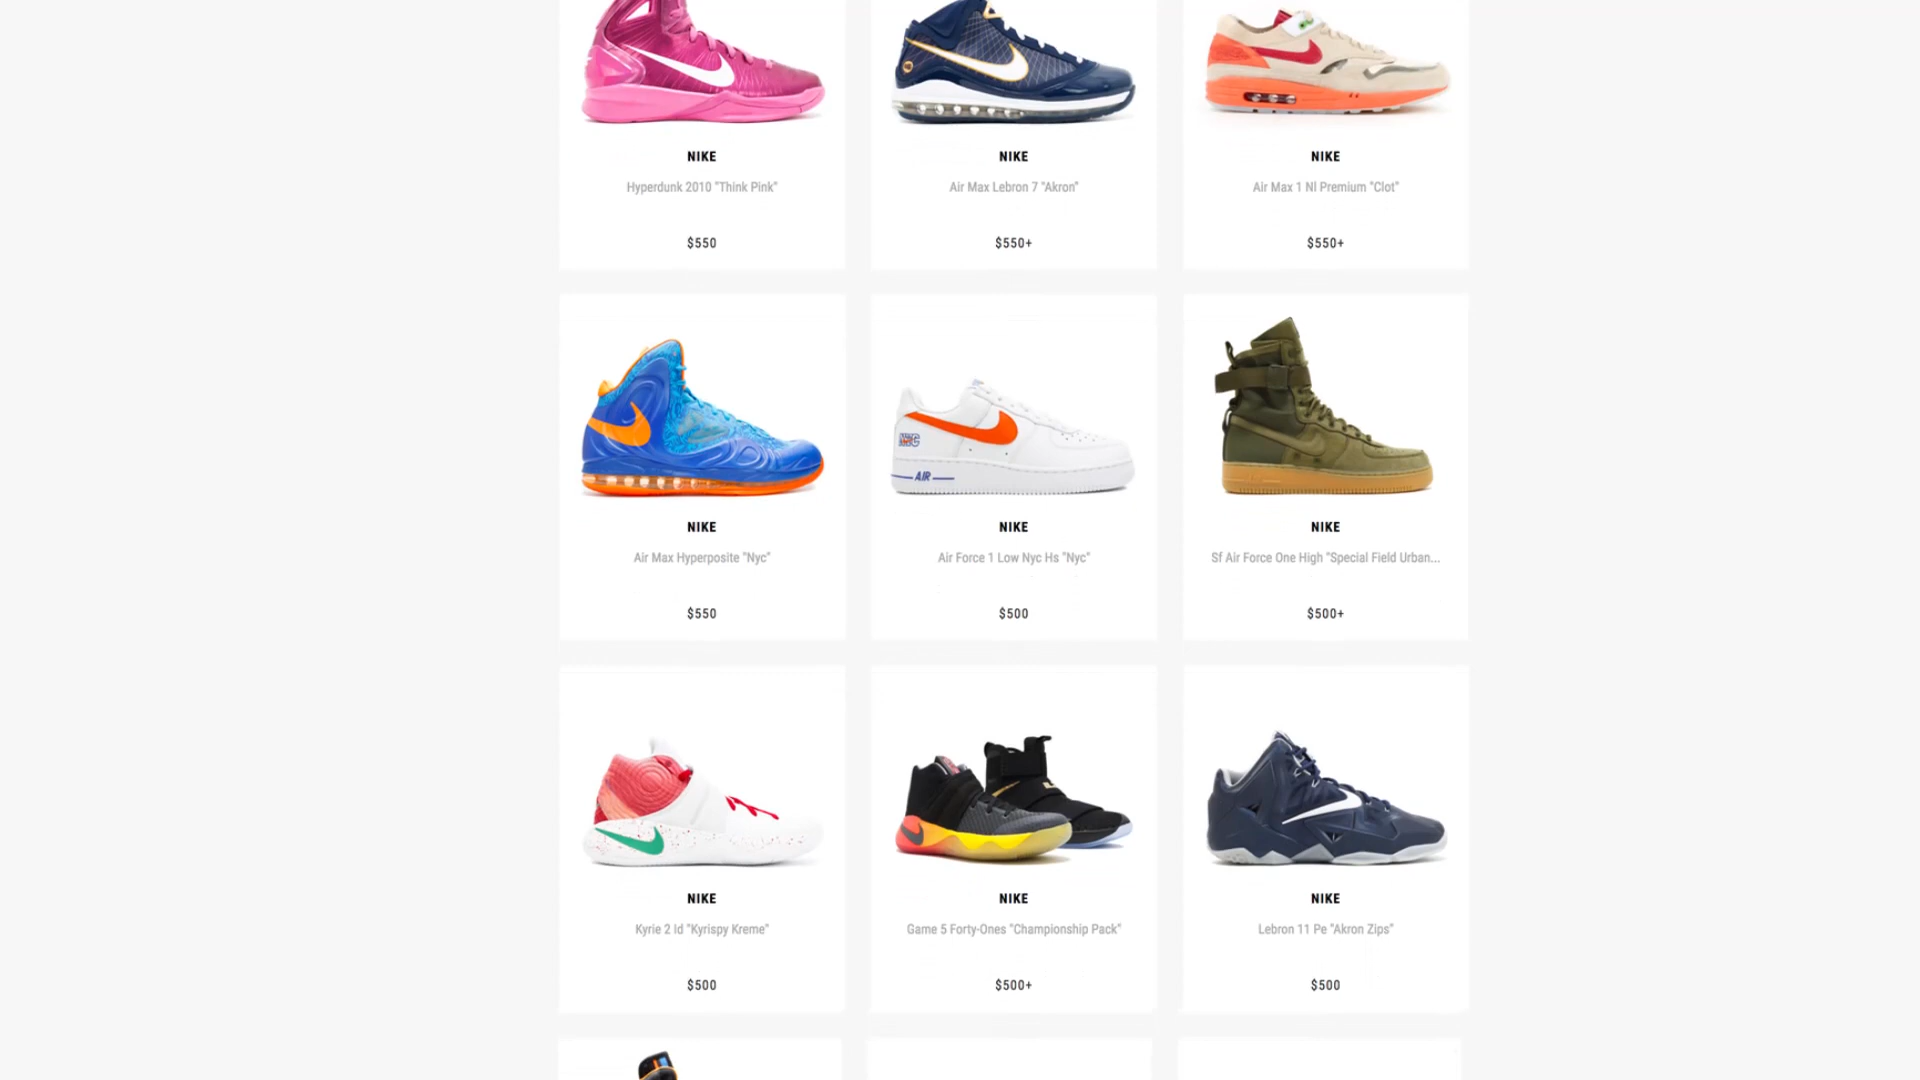 NIKE NIKE NIKE
Hyperdunk 2010 "Think Pink" Air Max Lebron 7 "Akron" Air Max 1 Nl Premium "Clot"
$550 $550+ $550+
NYC
AIR
NIKE NIKE NIKE
Air Max Hyperposite "Nyc" Air Force 1 Low Nyc Hs "Nyc" Sf Air Force One High "Special Field Urban...
$550 $500 $500+
NIKE NIKE NIKE
Kyrie 2 Id "Kyrispy Kreme" Game 5 Forty-Ones "Championship Pack" Lebron 11 Pe "Akron Zips"
$500 $500+ $500